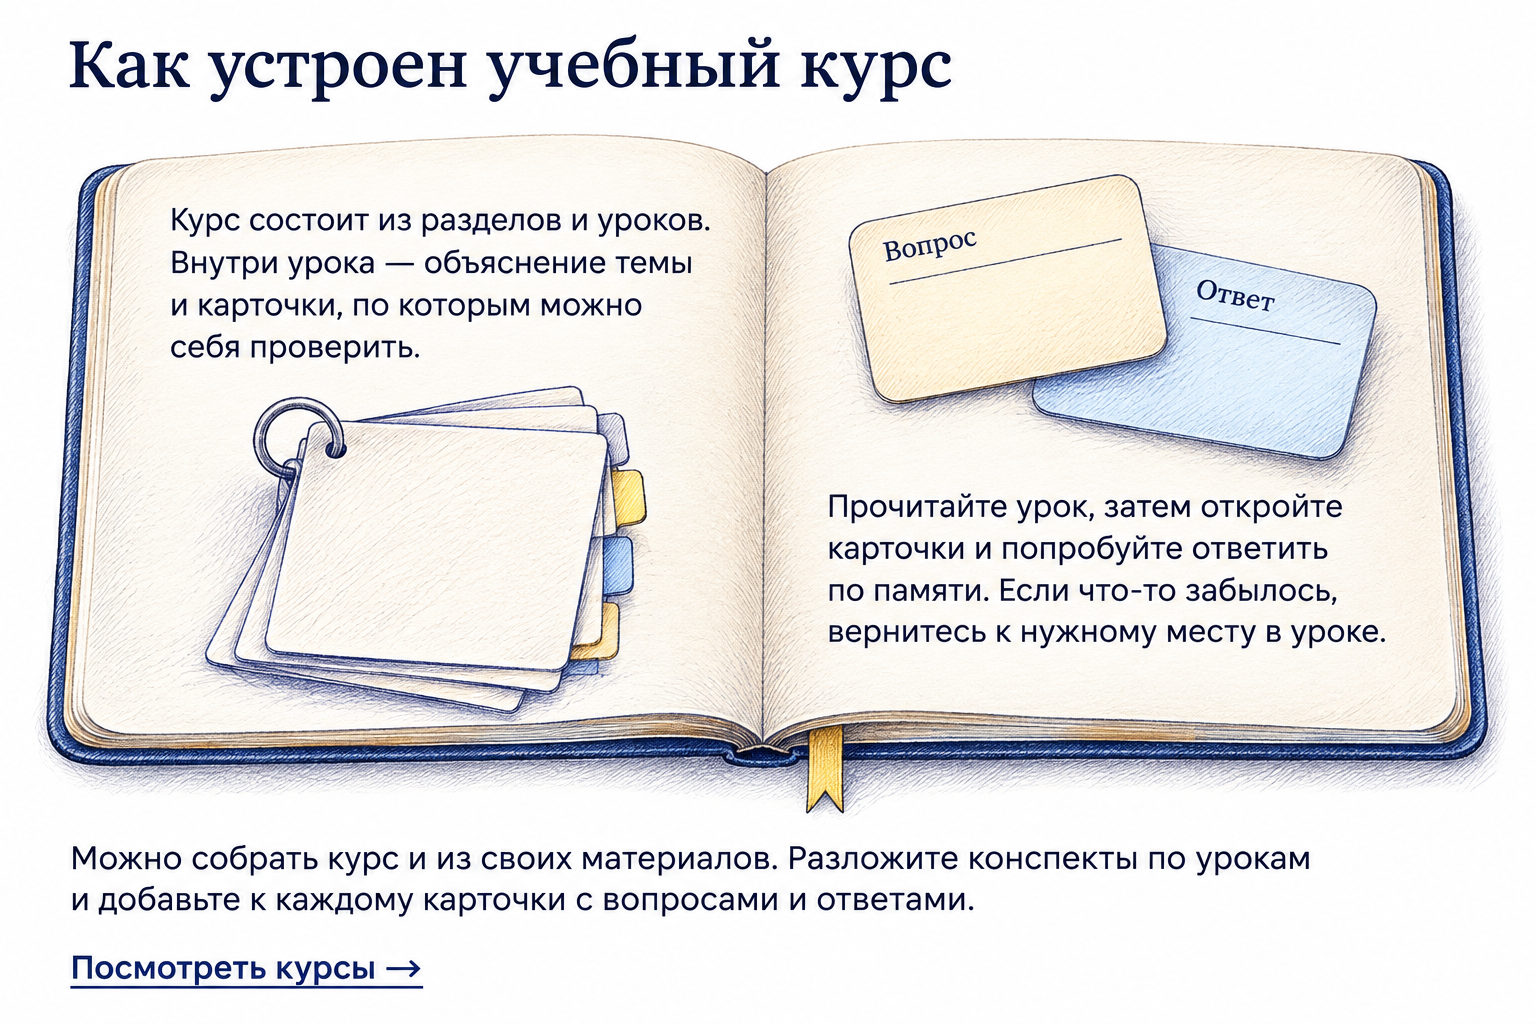 Как устроен учебный курс
Курс состоит из разделов и уроков.
Внутри урока — объяснение темы
и карточки, по которым можно
себя проверить.
Вопрос
Ответ
Прочитайте урок, затем откройте
карточки и попробуйте ответить
по памяти. Если что-то забылось,
вернитесь к нужному месту в уроке.
Можно собрать курс и из своих материалов. Разложите конспекты по урокам
и добавьте к каждому карточки с вопросами и ответами.
Посмотреть курсы →